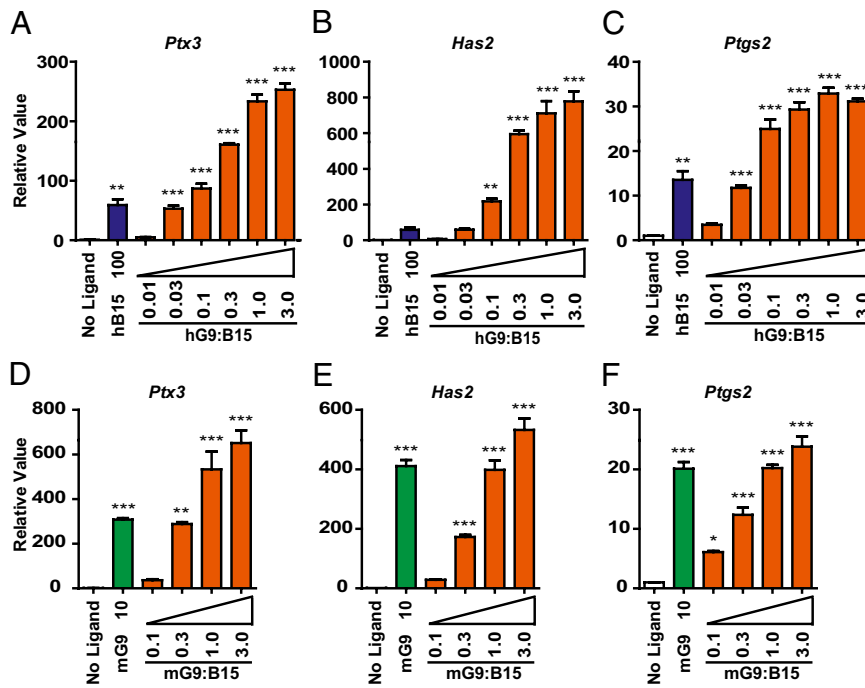 A
Ptx3
Relative Value
300
200
100
0
**
***
***
***
***
***
No Ligand
hB15 100
0.01
0.03
0.1
0.3
1.0
3.0
hG9:B15
B
Has2
1000
800
600
400
200
0
**
***
***
***
No Ligand
hB15 100
0.01
0.03
0.1
0.3
1.0
3.0
hG9:B15
C
Ptgs2
40
30
20
10
0
**
***
***
***
***
***
No Ligand
hB15 100
0.01
0.03
0.1
0.3
1.0
3.0
hG9:B15
D
Ptx3
Relative Value
800
600
400
200
0
***
**
***
***
No Ligand
mG9 10
0.1
0.3
1.0
3.0
mG9:B15
E
Has2
600
400
200
0
***
***
***
***
No Ligand
mG9 10
0.1
0.3
1.0
3.0
mG9:B15
F
Ptgs2
30
20
10
0
***
*
***
***
***
No Ligand
mG9 10
0.1
0.3
1.0
3.0
mG9:B15